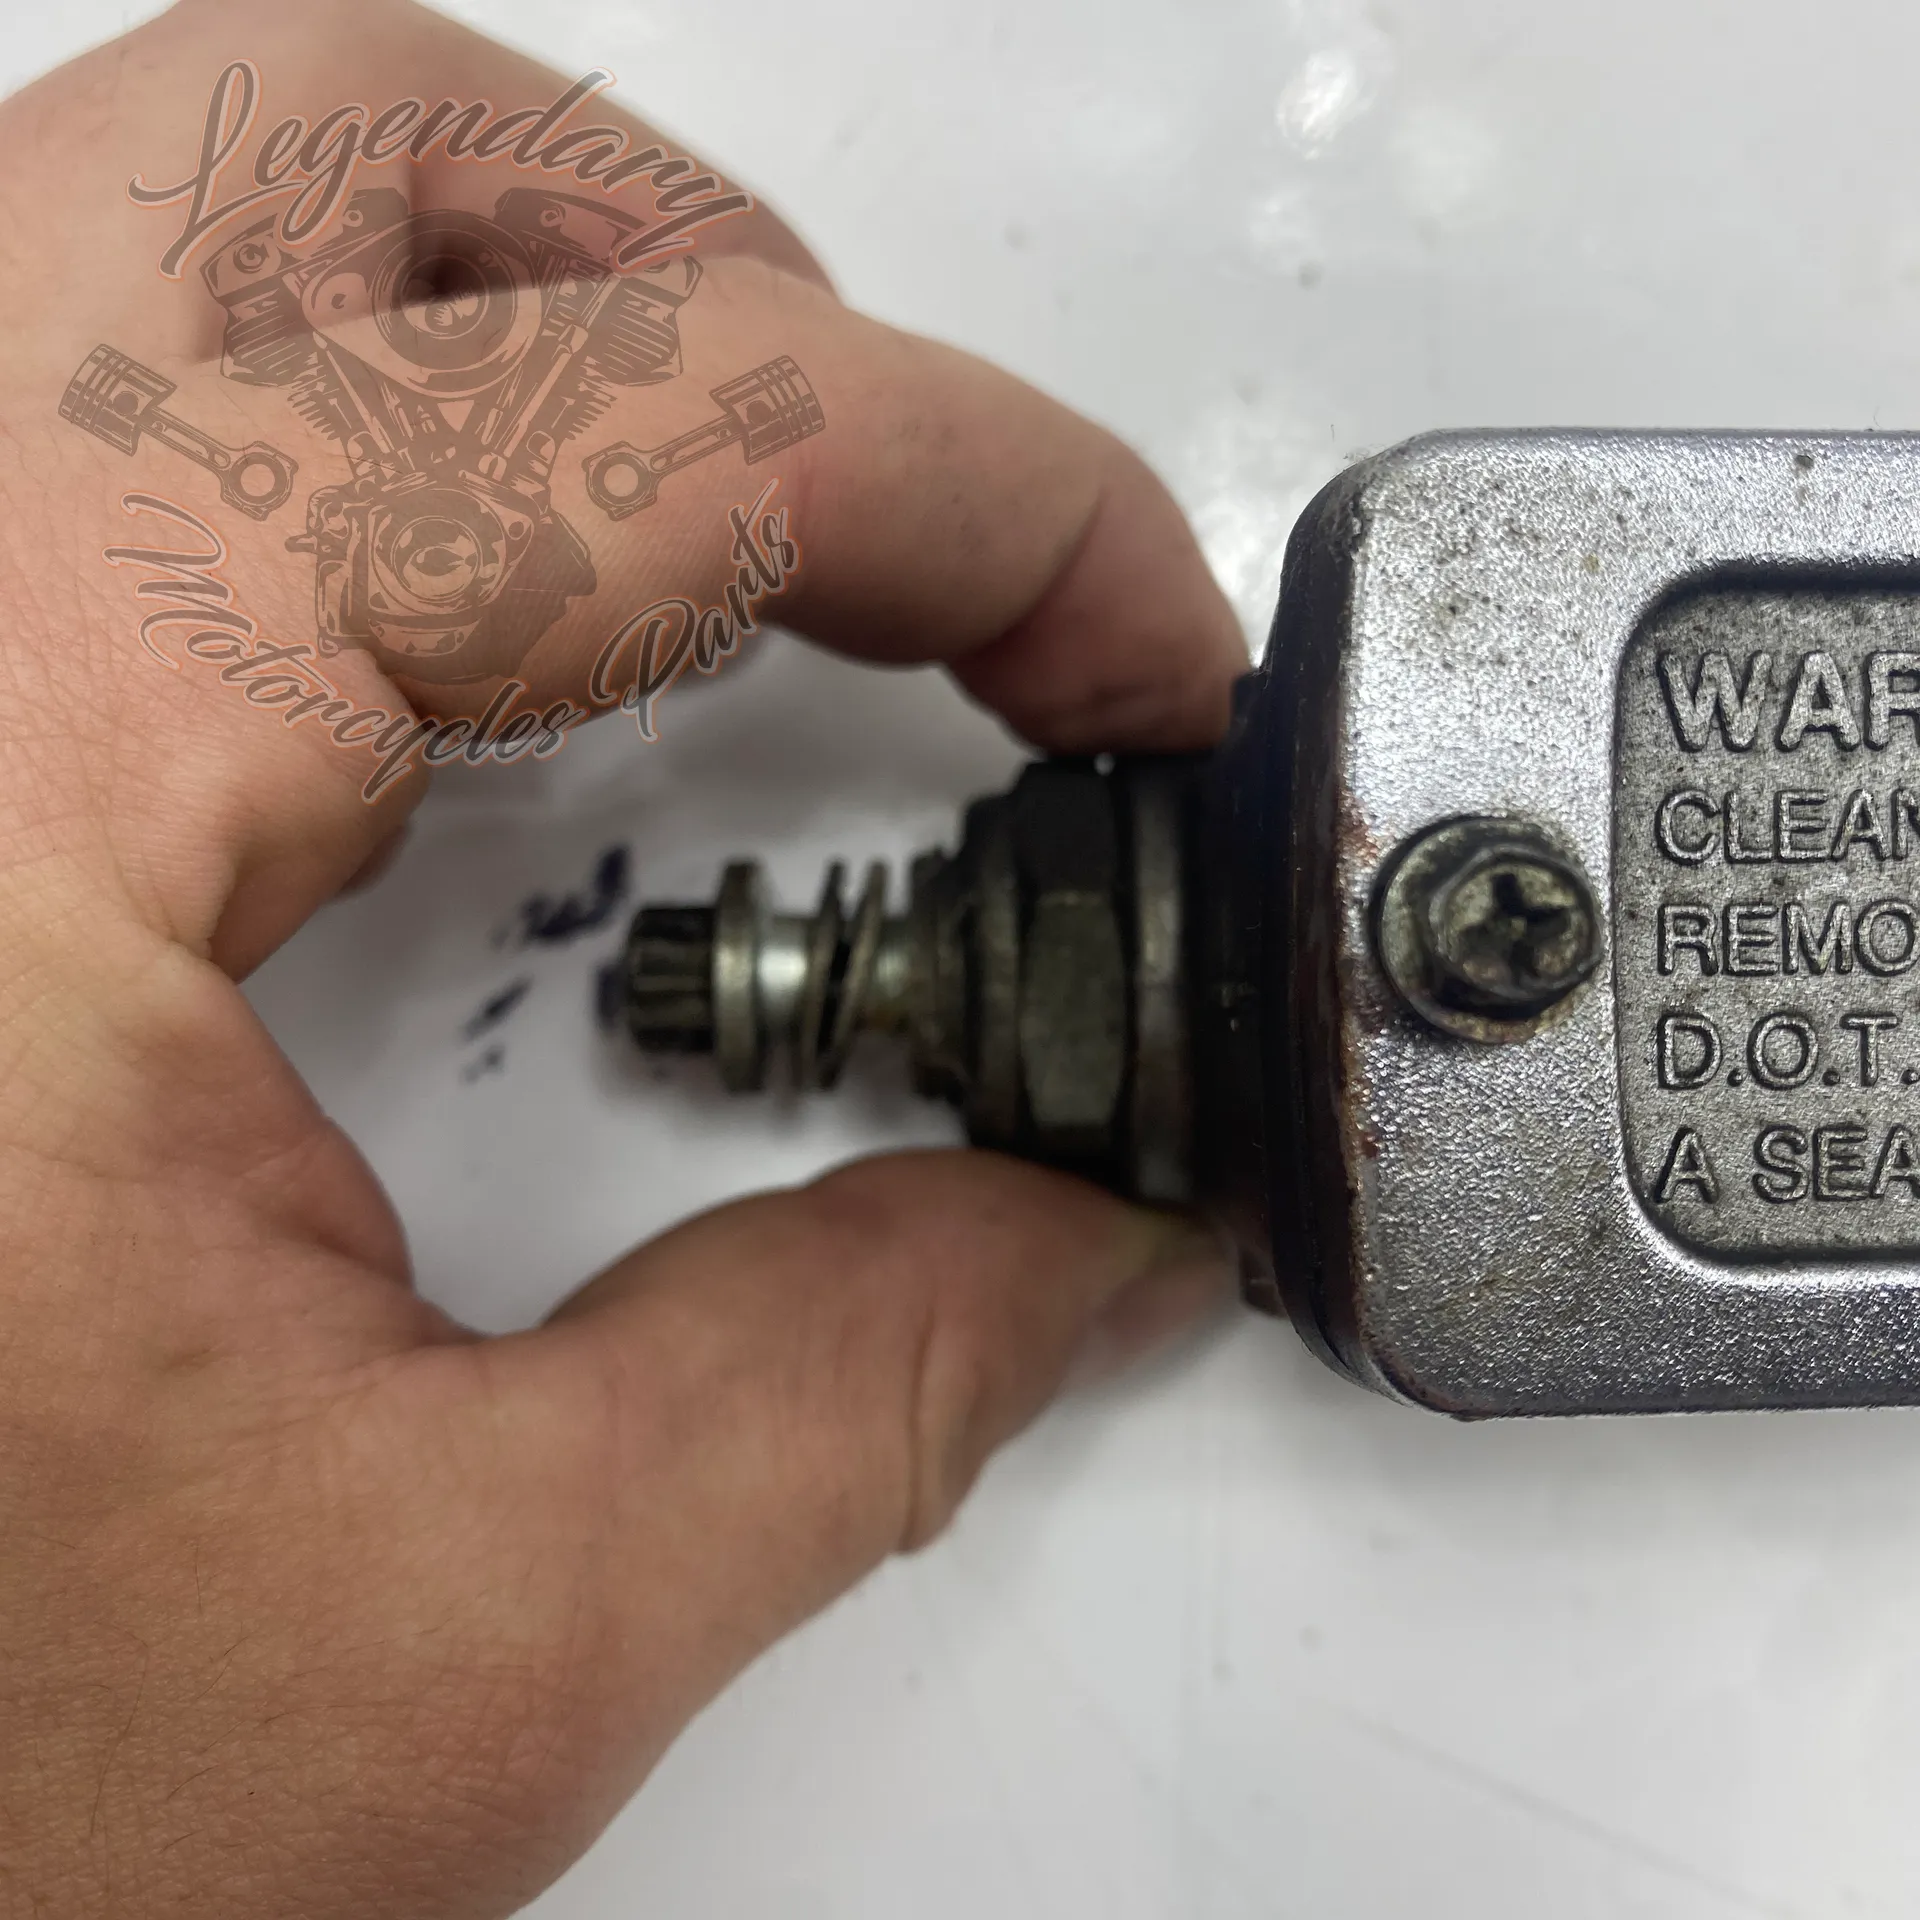 Legendary
Motorcycles Parts
WAR
CLEAN
REMO
D.O.T.
A SEA